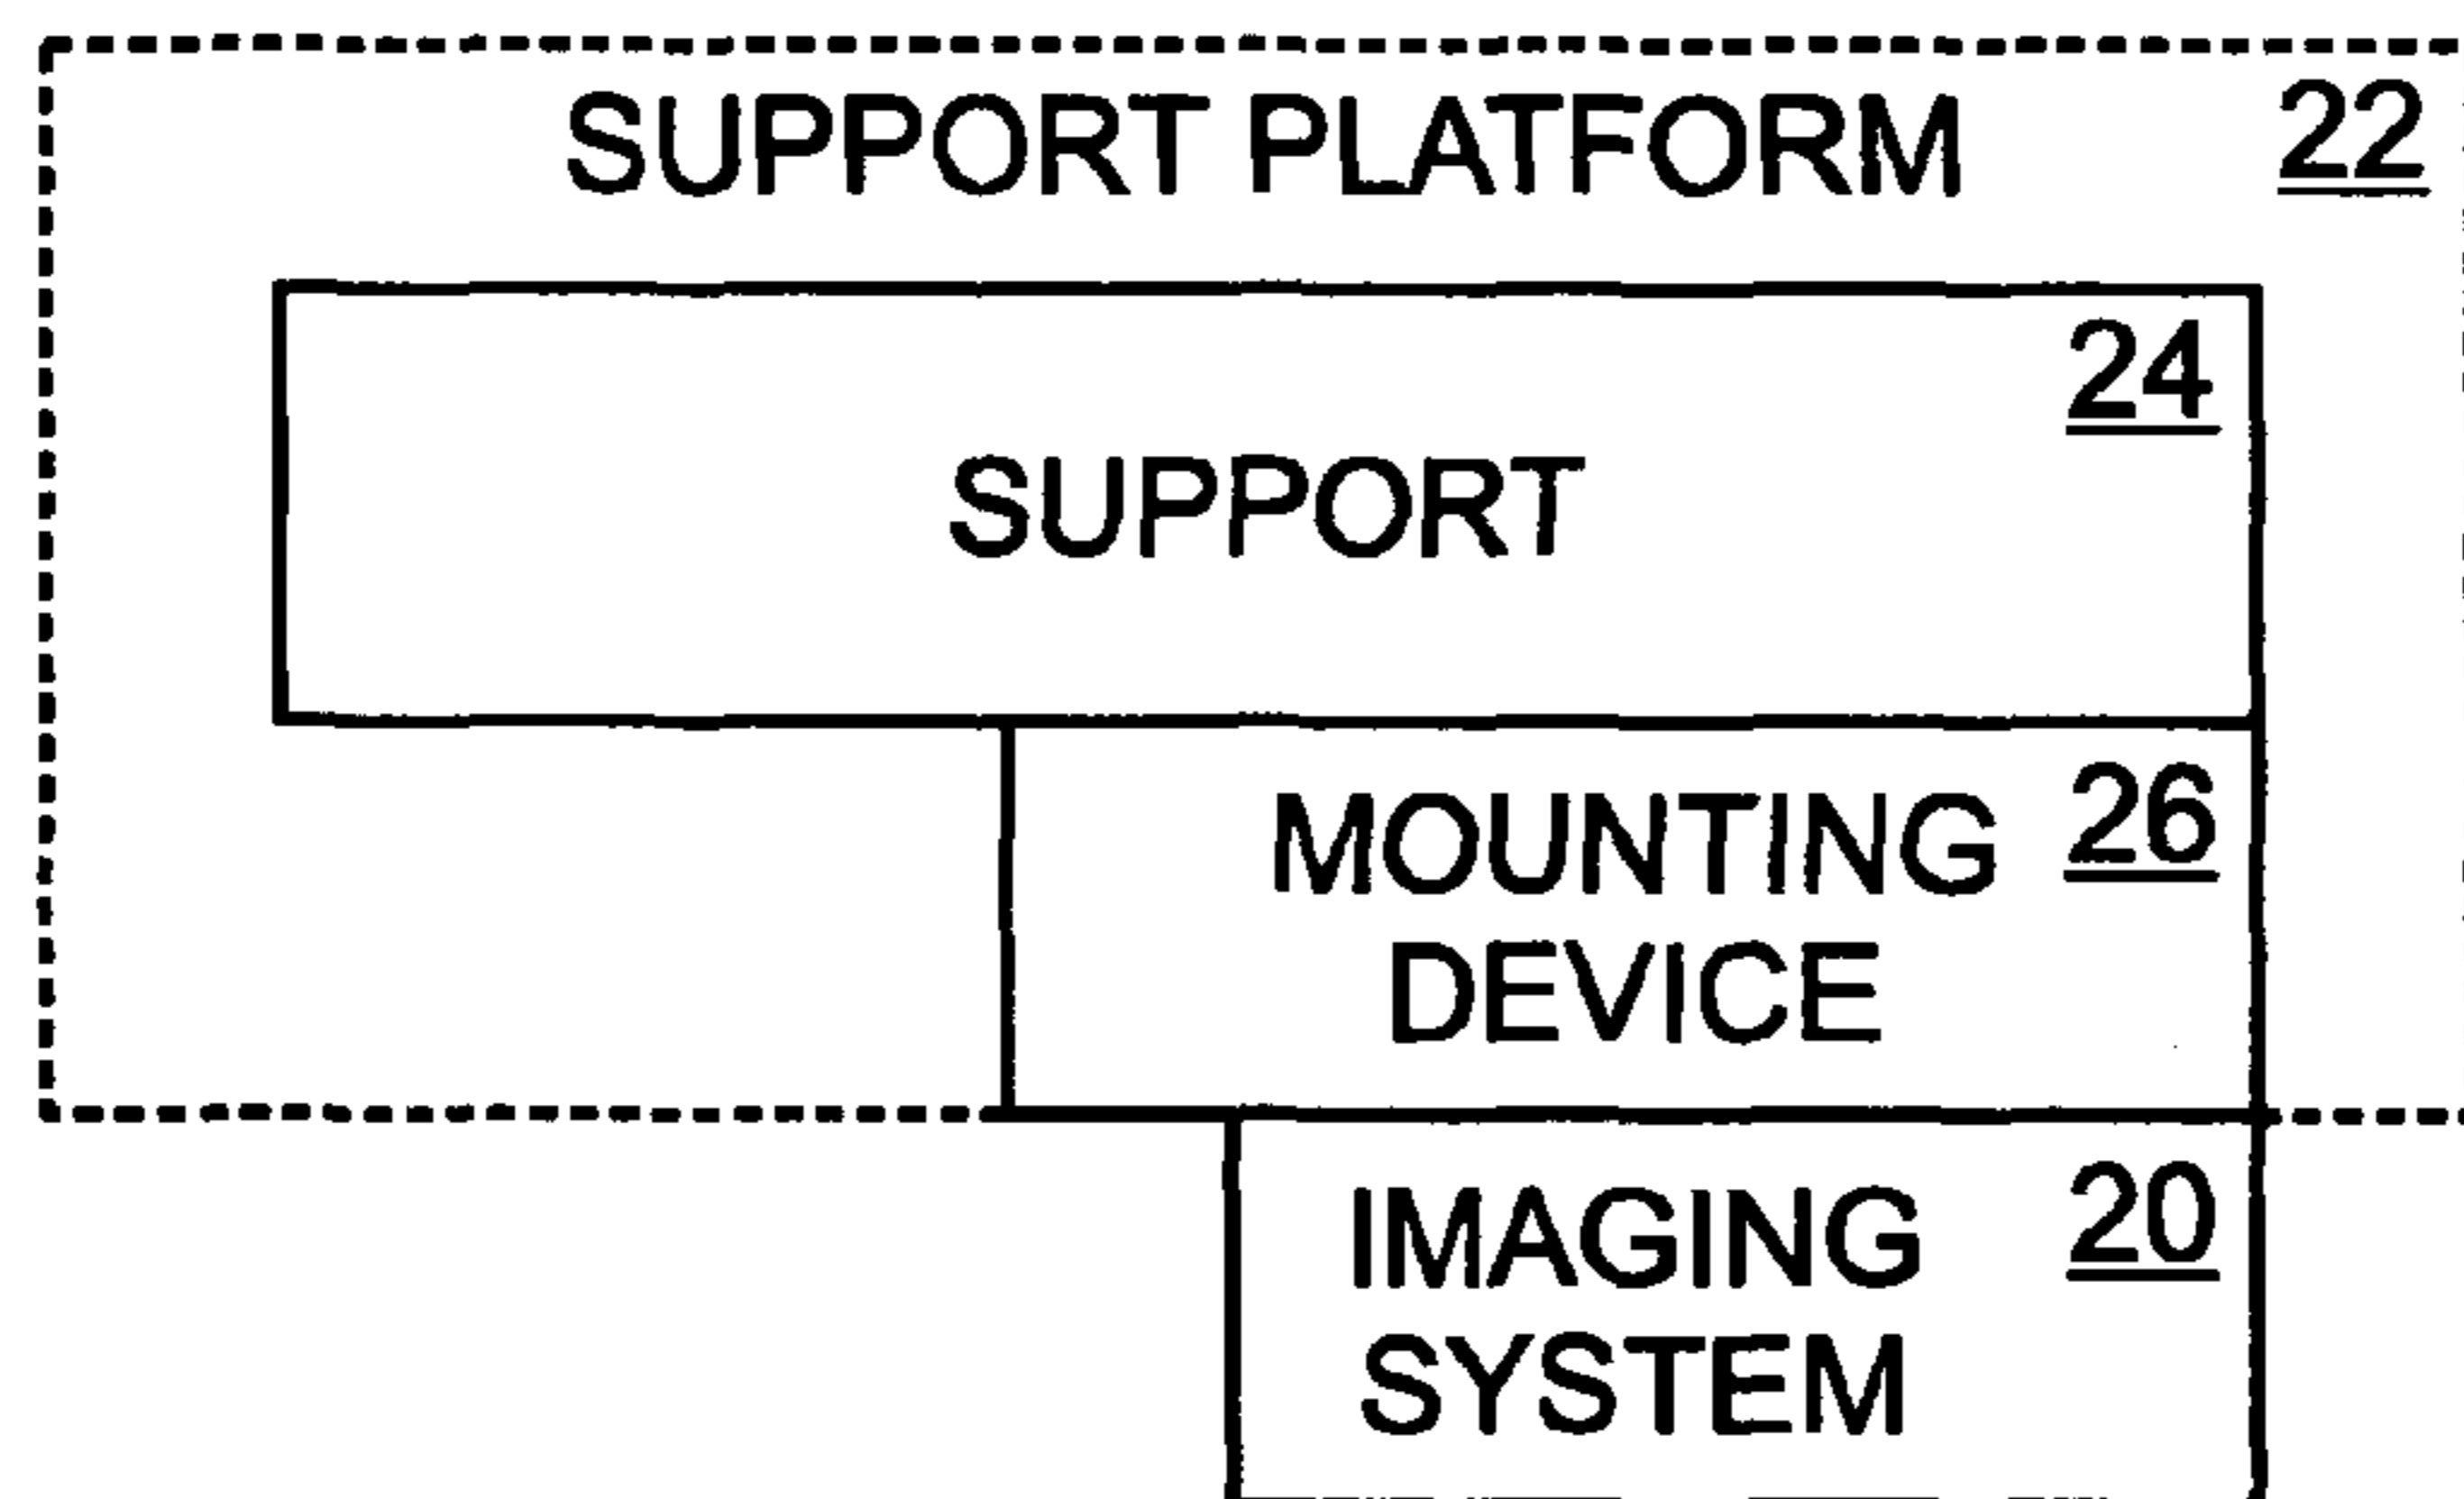 SUPPORT PLATFORM 22
24
SUPPORT
MOUNTING 26
DEVICE
IMAGING 20
SYSTEM